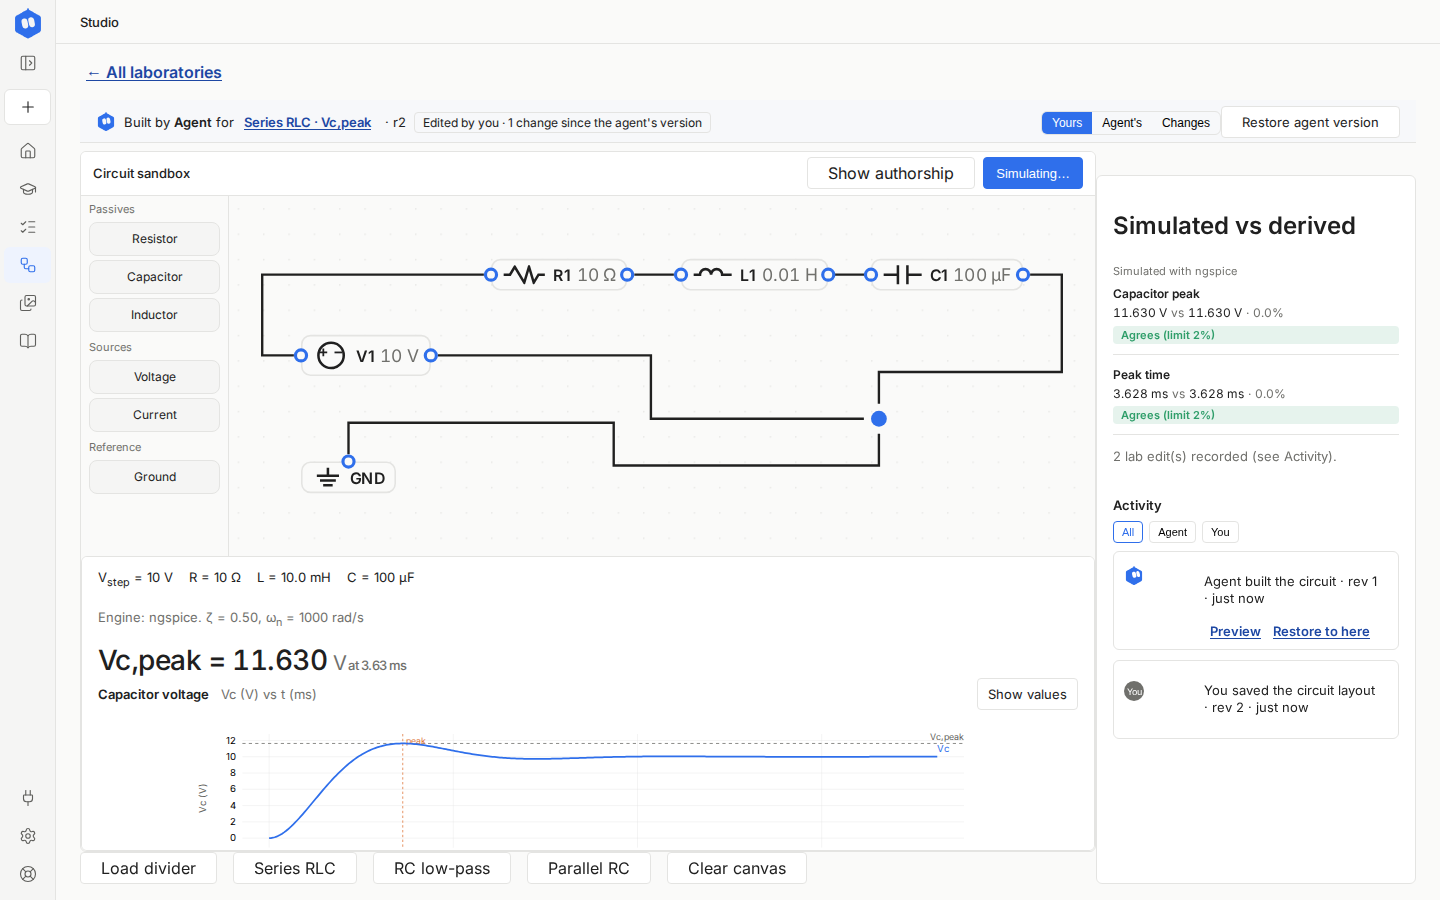 Studio
← All laboratories
Built by Agent for Series RLC · Vc,peak · r2 Edited by you · 1 change since the agent's version
Yours Agent's Changes Restore agent version
Circuit sandbox
Show authorship Simulating...
Passives
Resistor
Capacitor
Inductor
Sources
Voltage
Current
Reference
Ground
R1 10 Ω
L1 0.01 H
C1 100 µF
V1 10 V
GND
Vstep = 10 V R = 10 Ω L = 10.0 mH C = 100 µF
Engine: ngspice. ζ = 0.50, ωn = 1000 rad/s
Vc,peak = 11.630 V at 3.63 ms
Capacitor voltage Vc (V) vs t (ms)
Show values
Vc (V)
12
10
8
6
4
2
0
peak
Vc,peak
Vc
Load divider
Series RLC
RC low-pass
Parallel RC
Clear canvas
Simulated vs derived
Simulated with ngspice
Capacitor peak
11.630 V vs 11.630 V · 0.0%
Agrees (limit 2%)
Peak time
3.628 ms vs 3.628 ms · 0.0%
Agrees (limit 2%)
2 lab edit(s) recorded (see Activity).
Activity
All Agent You
Agent built the circuit · rev 1
· just now
Preview Restore to here
You
You saved the circuit layout
· rev 2 · just now